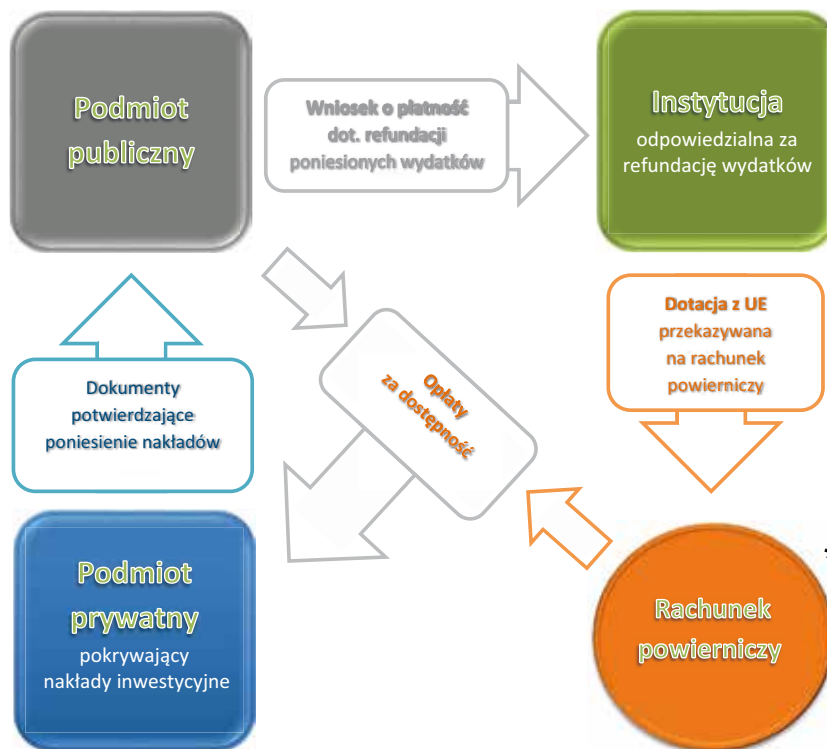 Podmiot
publiczny
Wniosek o płatność
dot. refundacji
poniesionych wydatków
Instytucja
odpowiedzialna za
refundację wydatków
Dotacja z UE
przekazywana
na rachunek
powierniczy
Opłaty
za dostępność
Dokumenty
potwierdzające
poniesienie nakładów
Podmiot
prywatny
pokrywający
nakłady inwestycyjne
Rachunek
powierniczy